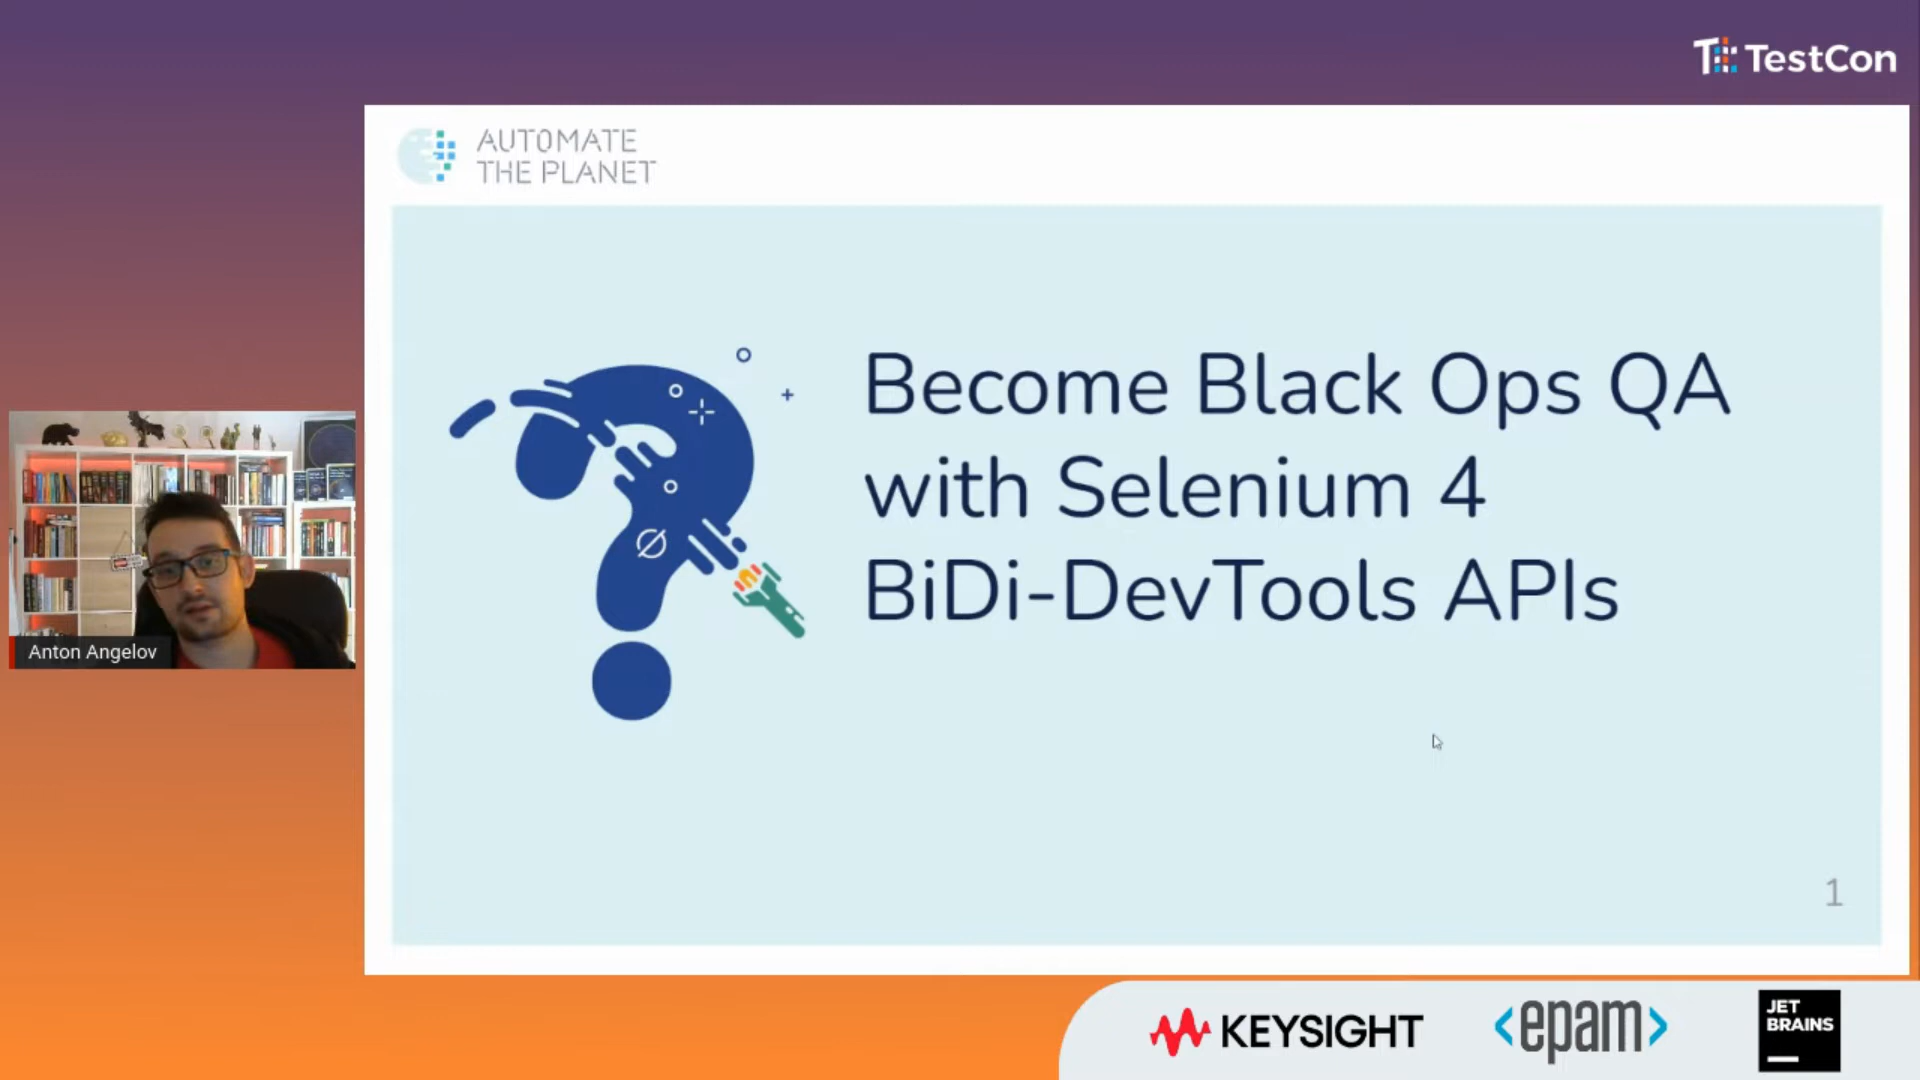 TestCon
AUTOMATE
THE PLANET
Become Black Ops QA
with Selenium 4
BiDi-DevTools APIs
Anton Angelov
1
KEYSIGHT
<epam>
JET
BRAINS